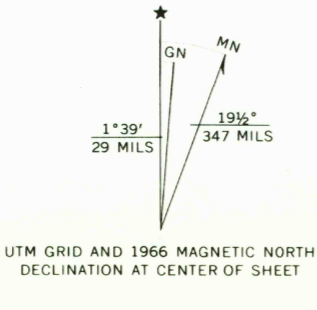 ★
GN
MN
1°39′
29 MILS
19½°
347 MILS
UTM GRID AND 1966 MAGNETIC NORTH
DECLINATION AT CENTER OF SHEET